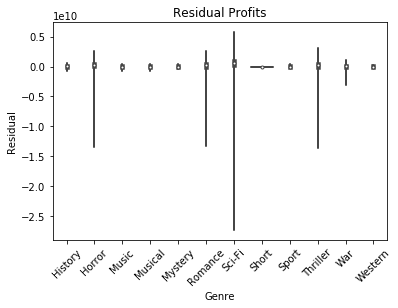 Residual Profits
1e10
0.5
0.0
−0.5
−1.0
−1.5
−2.0
−2.5
Residual
History
Horror
Music
Musical
Mystery
Romance
Sci-Fi
Short
Sport
Thriller
War
Western
Genre